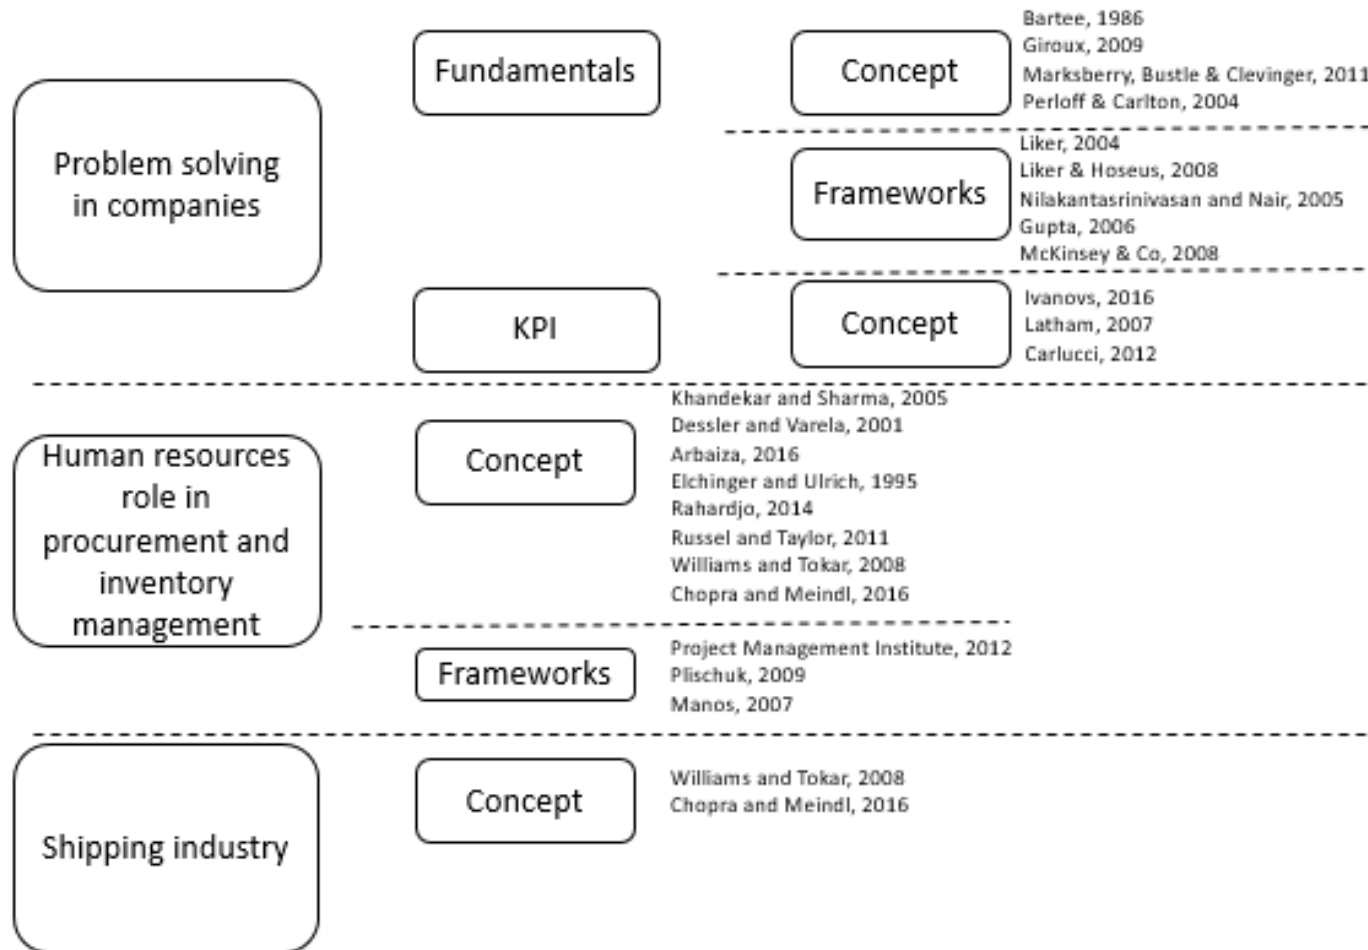 Problem solving
in companies
Fundamentals
Concept
Bartee, 1986
Giroux, 2009
Marksberry, Bustle & Clevinger, 2011
Perloff & Carlton, 2004
Frameworks
Liker, 2004
Liker & Hoseus, 2008
Nilakantasrinivasan and Nair, 2005
Gupta, 2006
McKinsey & Co, 2008
KPI
Concept
Ivanovs, 2016
Latham, 2007
Carlucci, 2012
Human resources
role in
procurement and
inventory
management
Concept
Khandekar and Sharma, 2005
Dessler and Varela, 2001
Arbaiza, 2016
Elchinger and Ulrich, 1995
Rahardjo, 2014
Russel and Taylor, 2011
Williams and Tokar, 2008
Chopra and Meindl, 2016
Frameworks
Project Management Institute, 2012
Plischuk, 2009
Manos, 2007
Shipping industry
Concept
Williams and Tokar, 2008
Chopra and Meindl, 2016